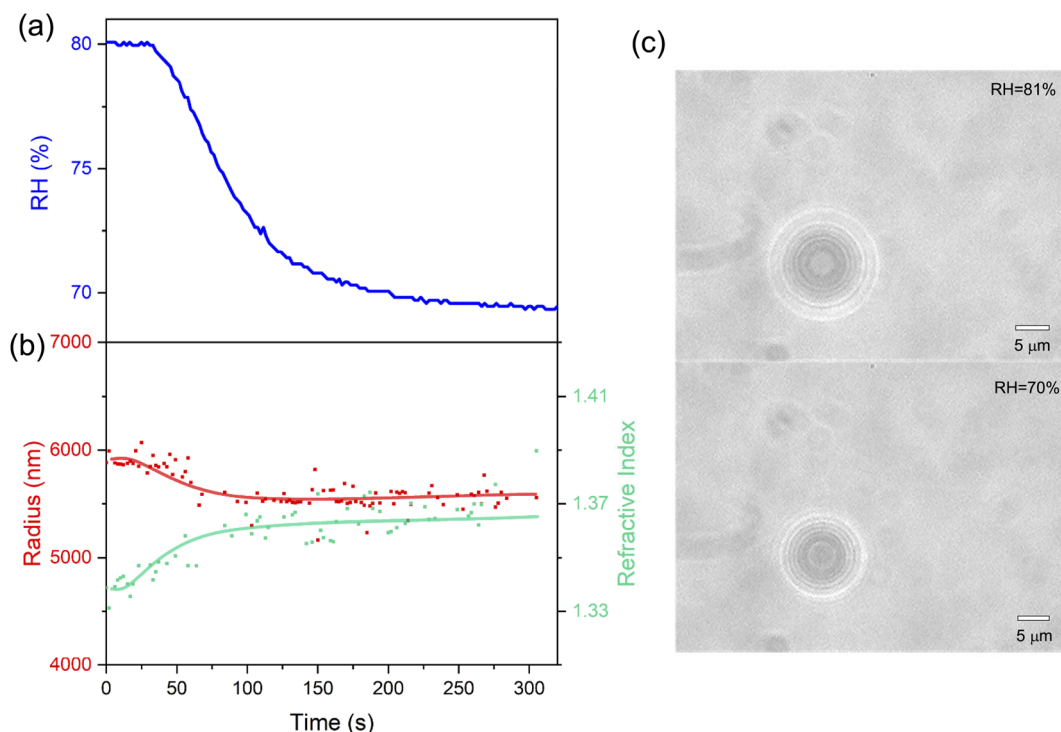 (a)
80
75
70
RH (%)
(b)
7000
6000
5000
4000
Radius (nm)
1.41
1.37
1.33
Refractive Index
0
50
100
150
200
250
300
Time (s)
(c)
RH=81%
5 μm
RH=70%
5 μm